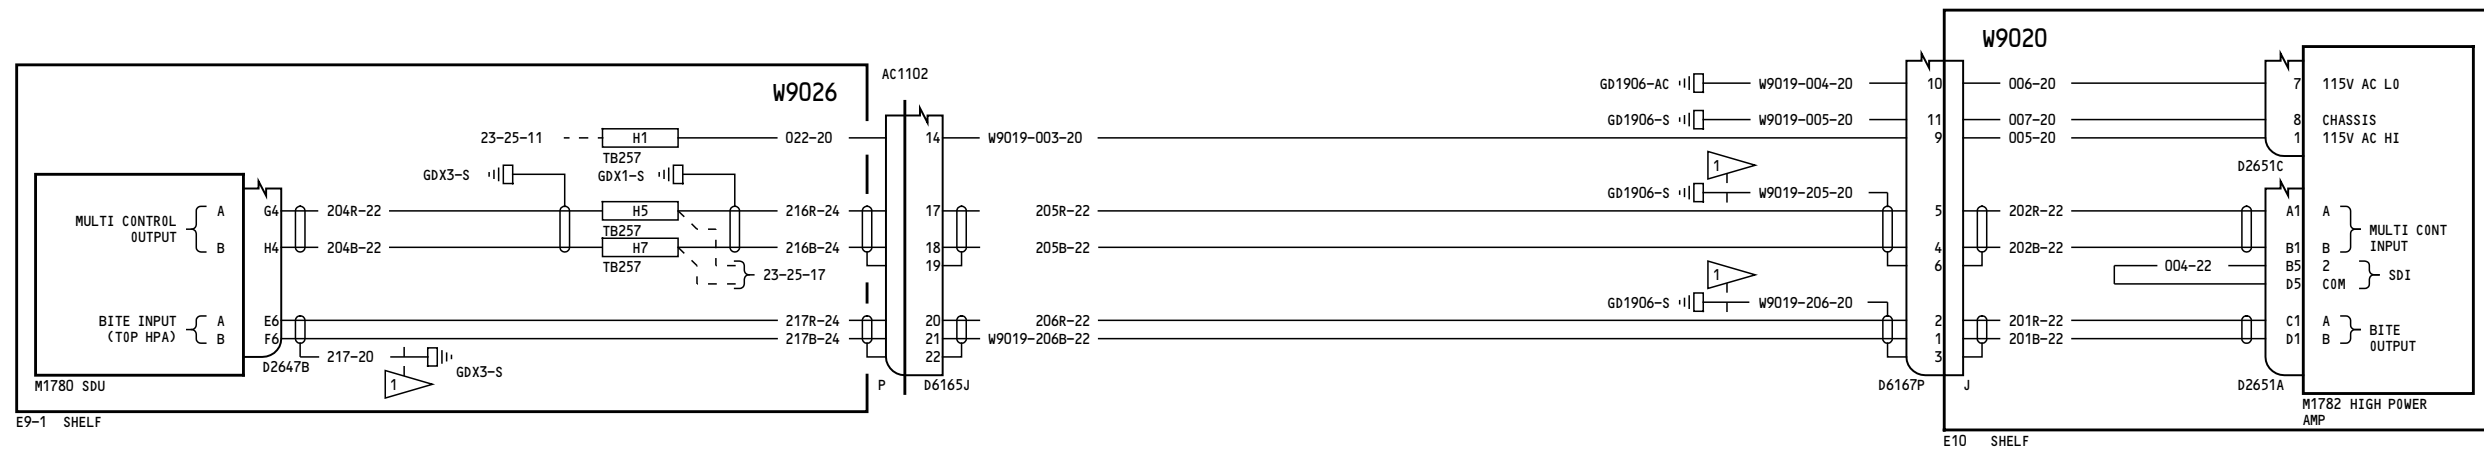 W9020
AC1102
W9026
GD1906-AC W9019-004-20 10 006-20 7 115V AC LO
GD1906-S W9019-005-20 11 007-20 8 CHASSIS
23-25-11 H1 022-20 14 W9019-003-20 9 005-20 1 115V AC HI
TB257
1
D2651C
GDX3-S GDX1-S
GD1906-S W9019-205-20
MULTI CONTROL OUTPUT
A G4 204R-22 H5 216R-24 17 205R-22 5 202R-22 A1 A
TB257
MULTI CONT INPUT
B H4 204B-22 H7 216B-24 18 205B-22 4 202B-22 B1 B
TB257
19 6 004-22 B5 2
23-25-17 1 SDI
D5 COM
GD1906-S W9019-206-20
BITE INPUT (TOP HPA)
A E6 217R-24 20 206R-22 2 201R-22 C1 A
BITE OUTPUT
B F6 217B-24 21 W9019-206B-22 1 201B-22 D1 B
217-20 22 3
D2647B GDX3-S
1
M1780 SDU P D6165J D6167P J D2651A
M1782 HIGH POWER
AMP
E9-1 SHELF
E10 SHELF